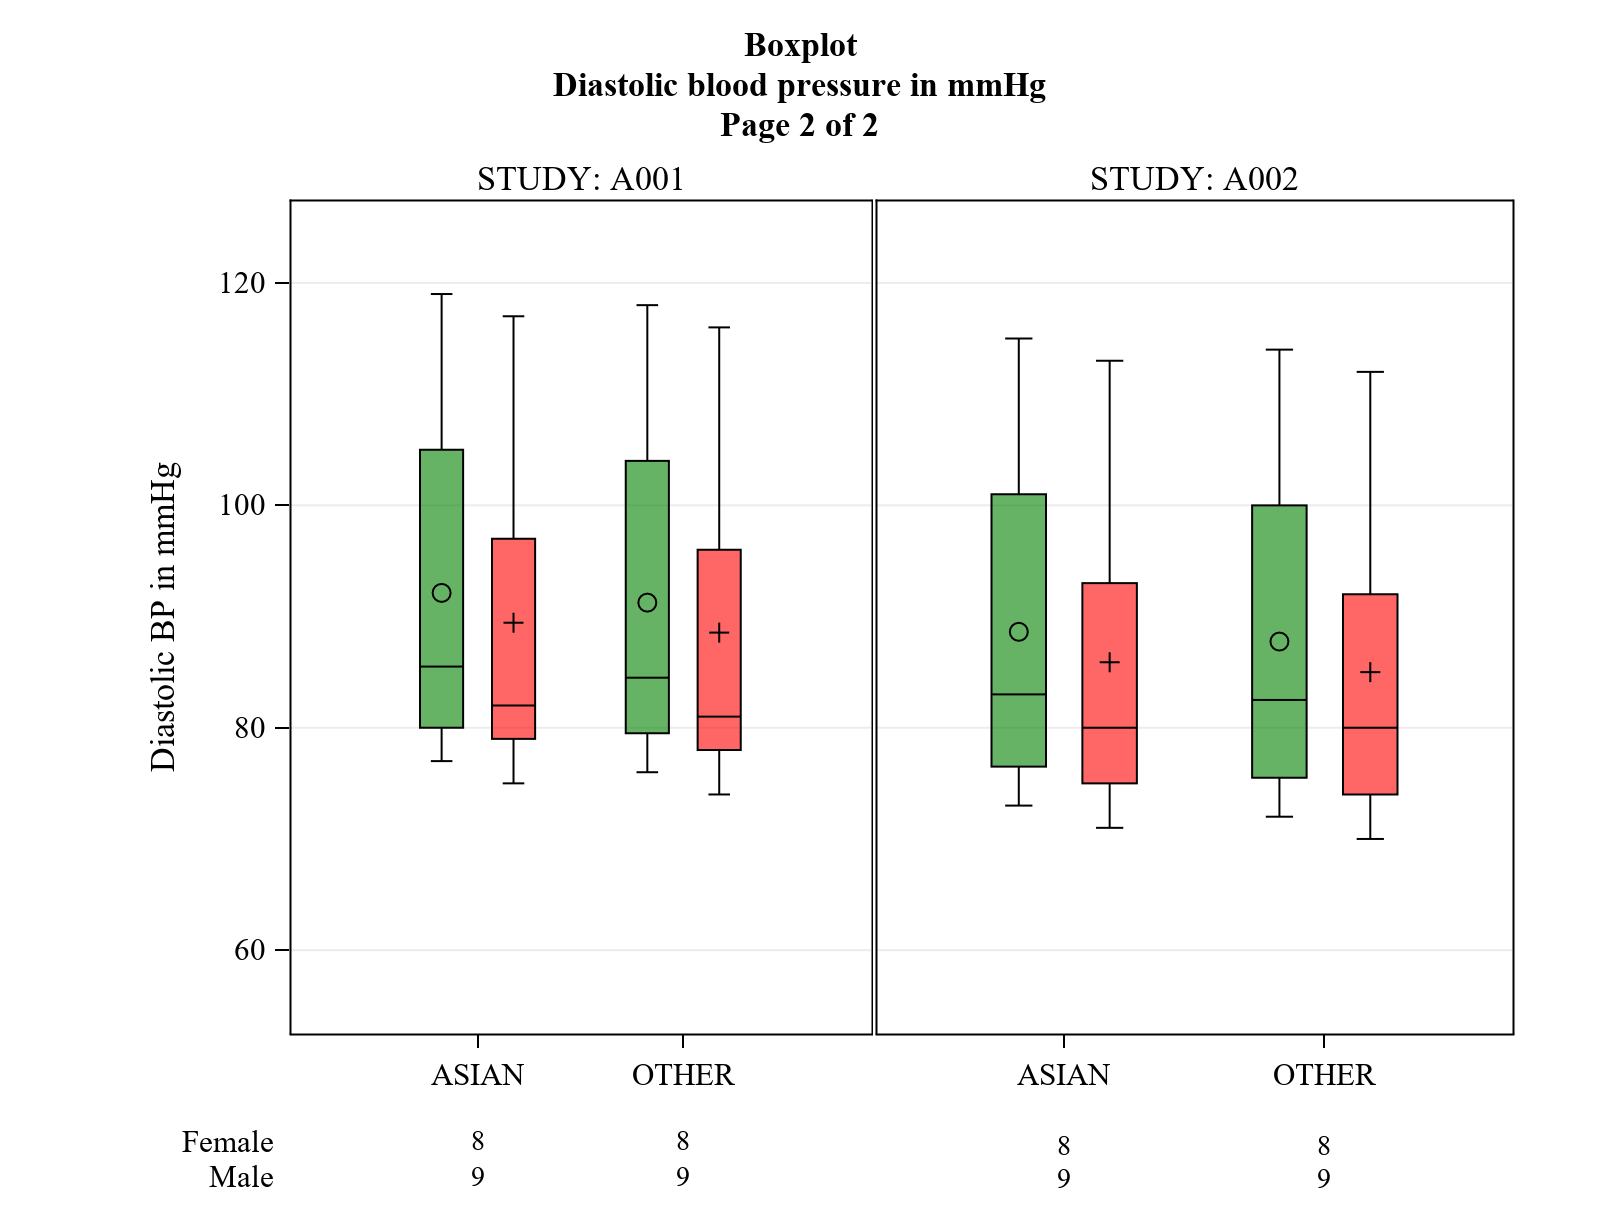 Boxplot
Diastolic blood pressure in mmHg
Page 2 of 2
STUDY: A001 STUDY: A002
120
100
80
60
Diastolic BP in mmHg
ASIAN OTHER ASIAN OTHER
Female 8 8 8 8
Male 9 9 9 9